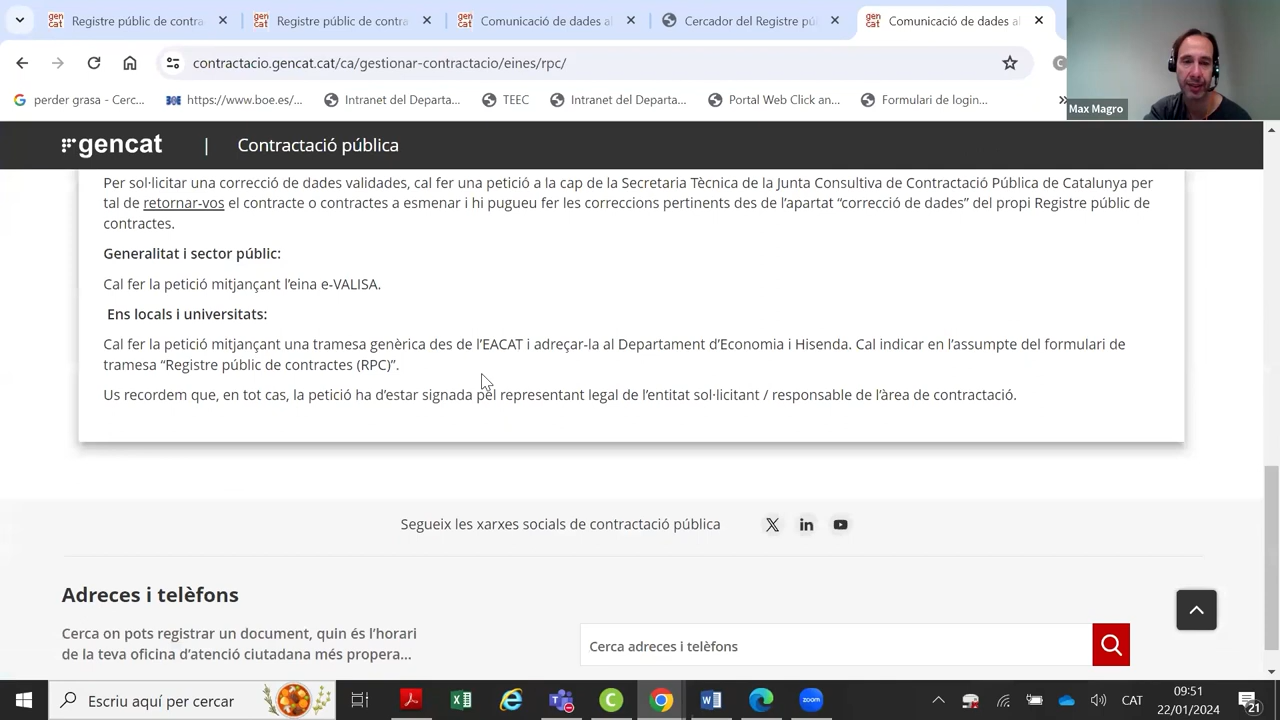 Registre públic de contra
Registre públic de contra
Comunicació de dades al
Cercador del Registre pú
Comunicació de dades al
contractacio.gencat.cat/ca/gestionar-contractacio/eines/rpc/
perder grasa - Cerc...
https://www.boe.es/...
Intranet del Departa...
TEEC
Intranet del Departa...
Portal Web Click an...
Formulari de login...
Max Magro
gencat | Contractació pública
Per sol·licitar una correcció de dades validades, cal fer una petició a la cap de la Secretaria Tècnica de la Junta Consultiva de Contractació Pública de Catalunya per
tal de retornar-vos el contracte o contractes a esmenar i hi pugueu fer les correccions pertinents des de l'apartat “correcció de dades” del propi Registre públic de
contractes.
Generalitat i sector públic:
Cal fer la petició mitjançant l'eina e-VALISA.
Ens locals i universitats:
Cal fer la petició mitjançant una tramesa genèrica des de l'EACAT i adreçar-la al Departament d'Economia i Hisenda. Cal indicar en l'assumpte del formulari de
tramesa “Registre públic de contractes (RPC)”.
Us recordem que, en tot cas, la petició ha d'estar signada pel representant legal de l'entitat sol·licitant / responsable de l'àrea de contractació.
Segueix les xarxes socials de contractació pública
Adreces i telèfons
Cerca on pots registrar un document, quin és l'horari
de la teva oficina d'atenció ciutadana més propera...
Cerca adreces i telèfons
Escriu aquí per cercar
CAT
09:51
22/01/2024
21